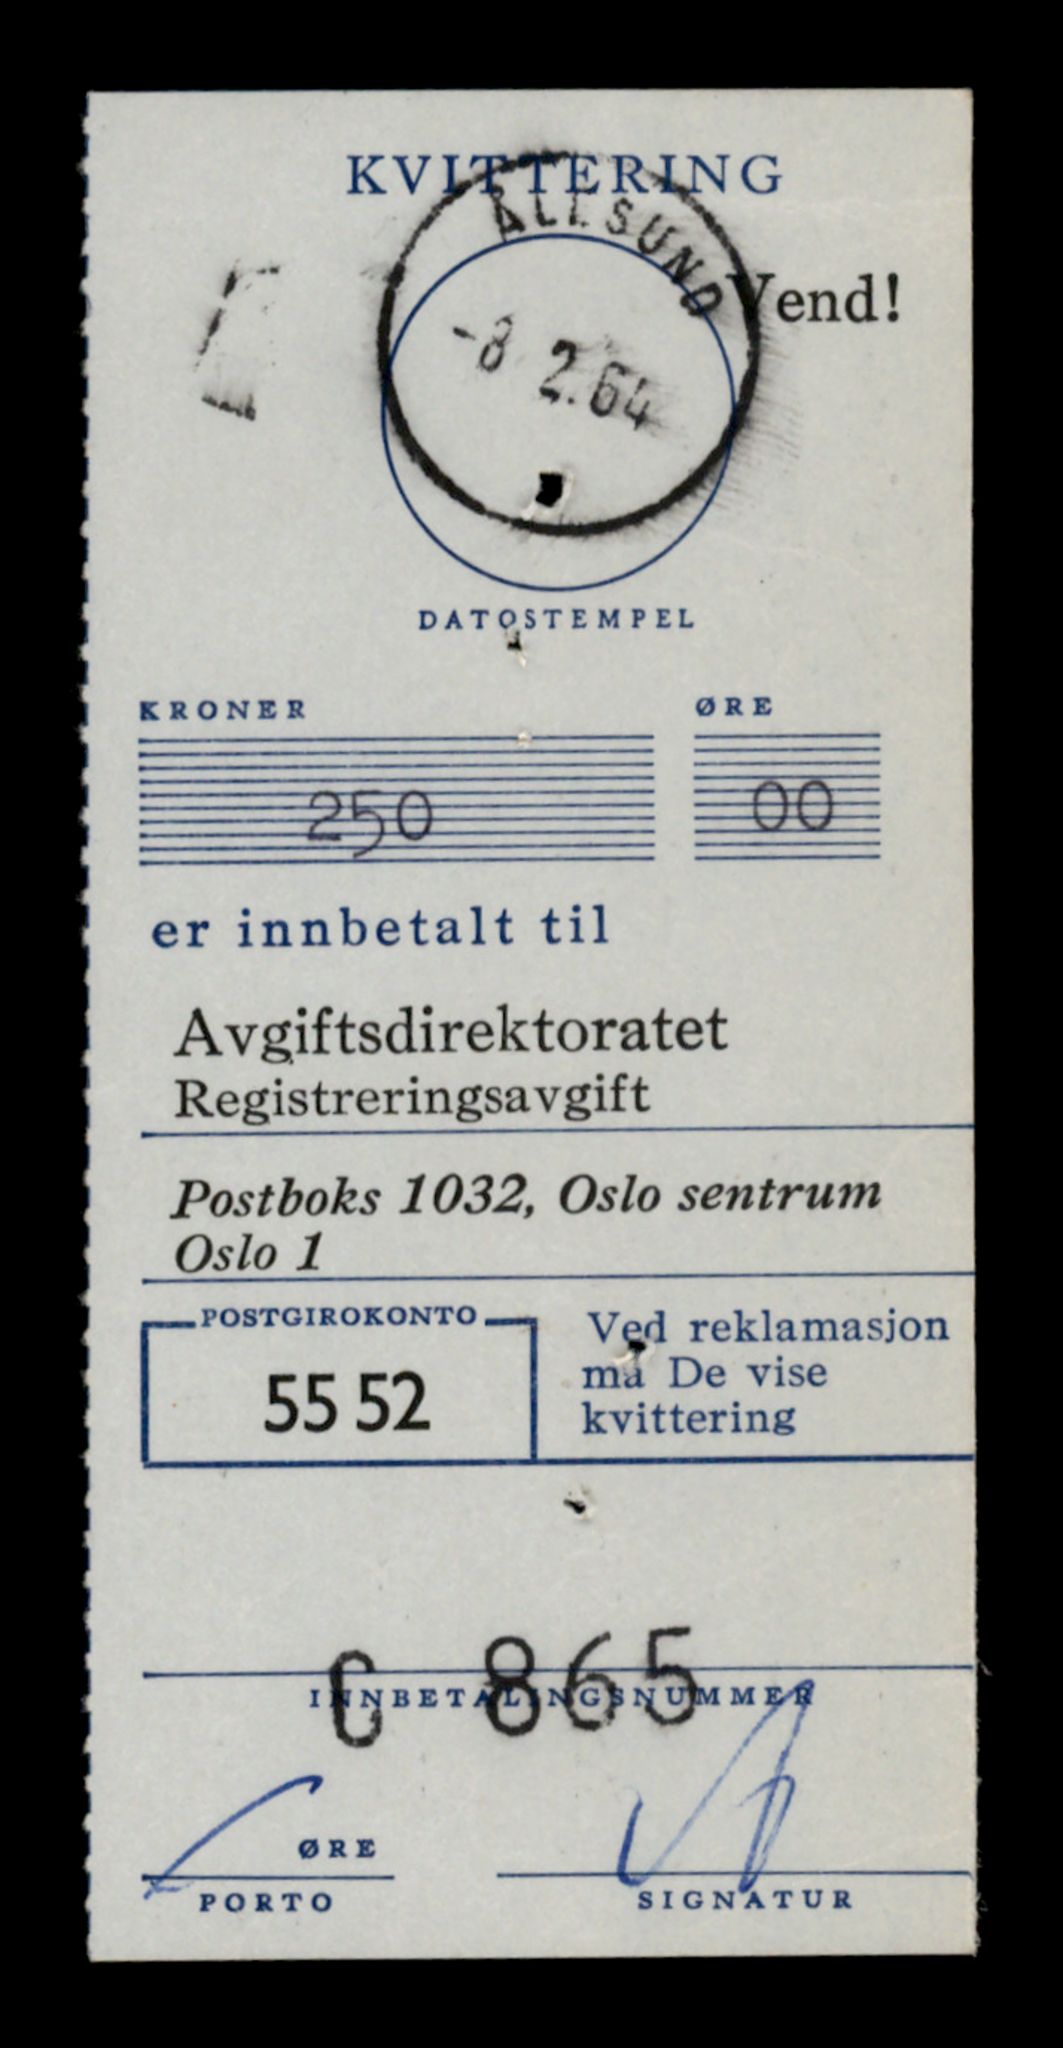 KVITTERING
ÅLESUND
Vend!
-8 2.64
DATOSTEMPEL
KRONER ØRE
250 00
er innbetalt til
Avgiftsdirektoratet
Registreringsavgift
Postboks 1032, Oslo sentrum
Oslo 1
POSTGIROKONTO
55 52
Ved reklamasjon
må De vise
kvittering
C 865
INNBETALINGSNUMMER
ØRE
PORTO
SIGNATUR